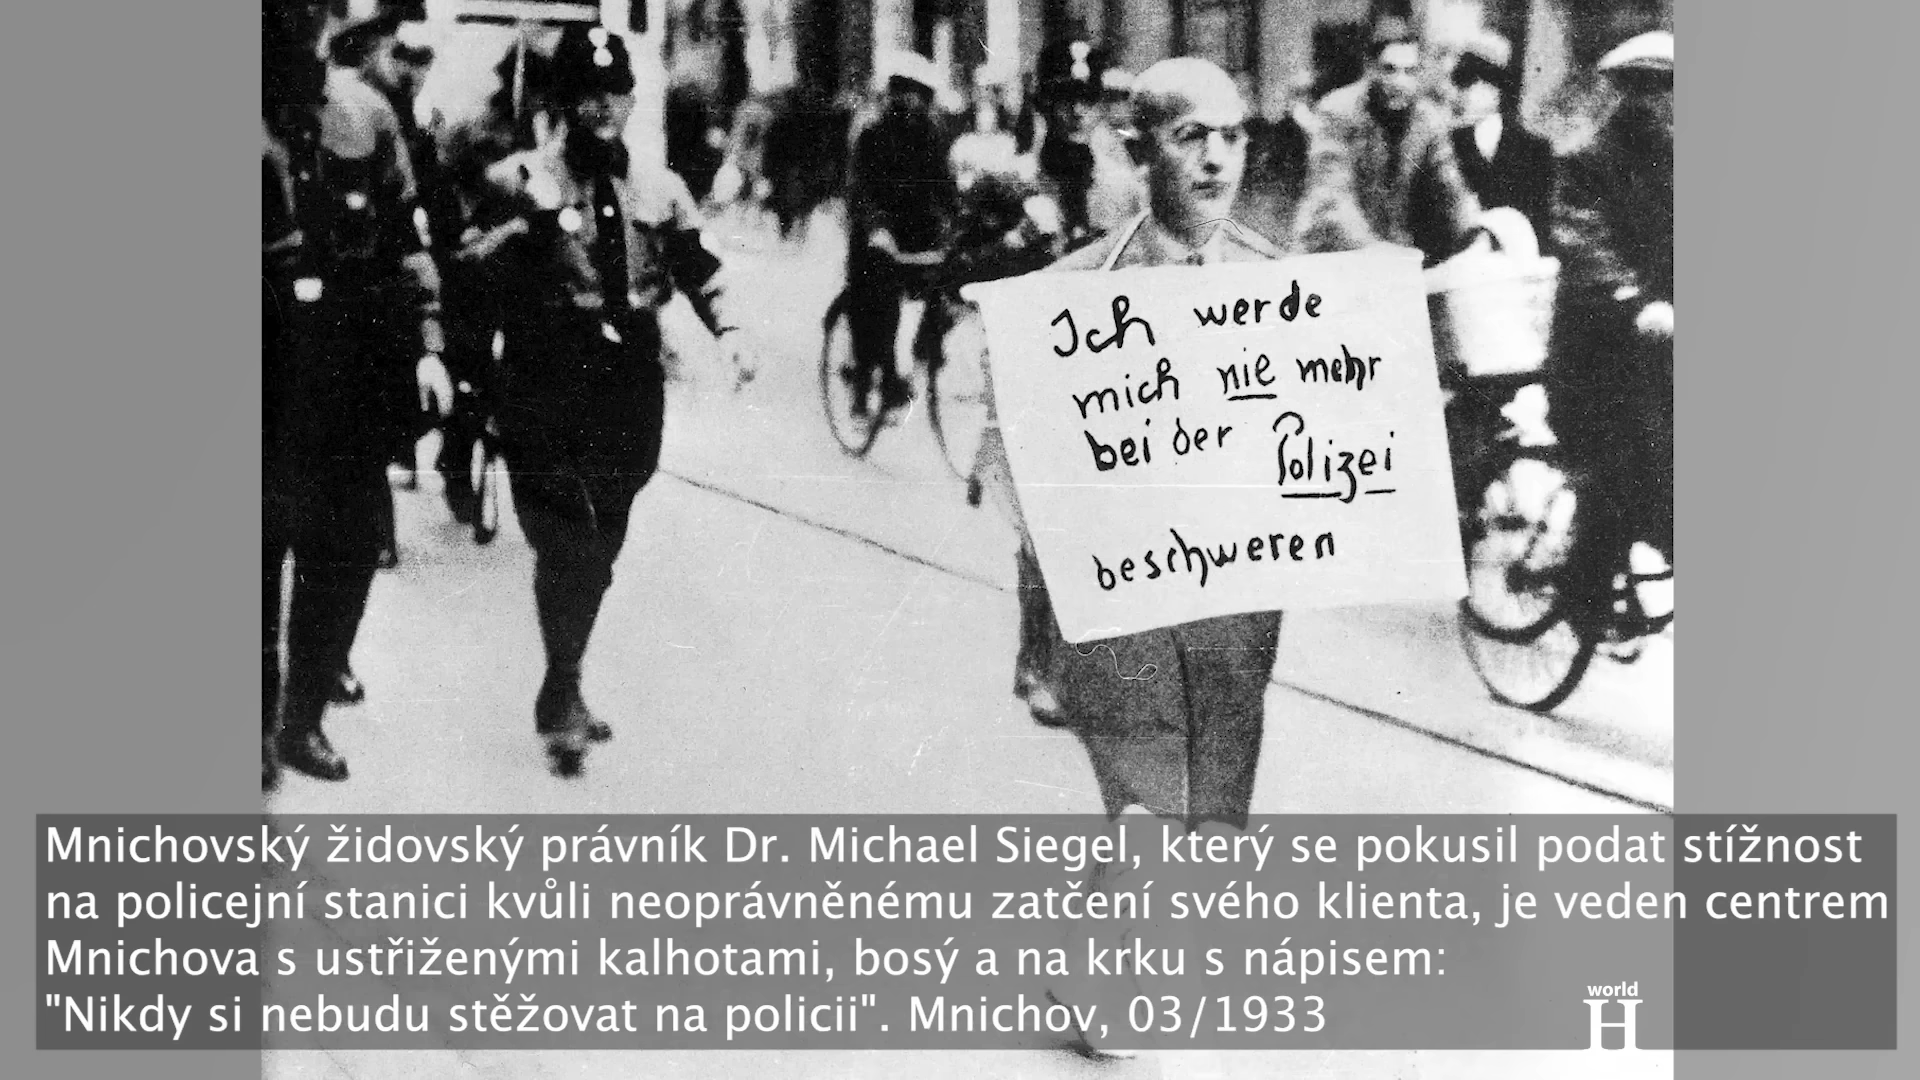 Ich werde
mich nie mehr
bei der Polizei
beschweren
Mnichovský židovský právník Dr. Michael Siegel, který se pokusil podat stížnost
na policejní stanici kvůli neoprávněnému zatčení svého klienta, je veden centrem
Mnichova s ustřiženými kalhotami, bosý a na krku s nápisem:
"Nikdy si nebudu stěžovat na policii". Mnichov, 03/1933
world
H